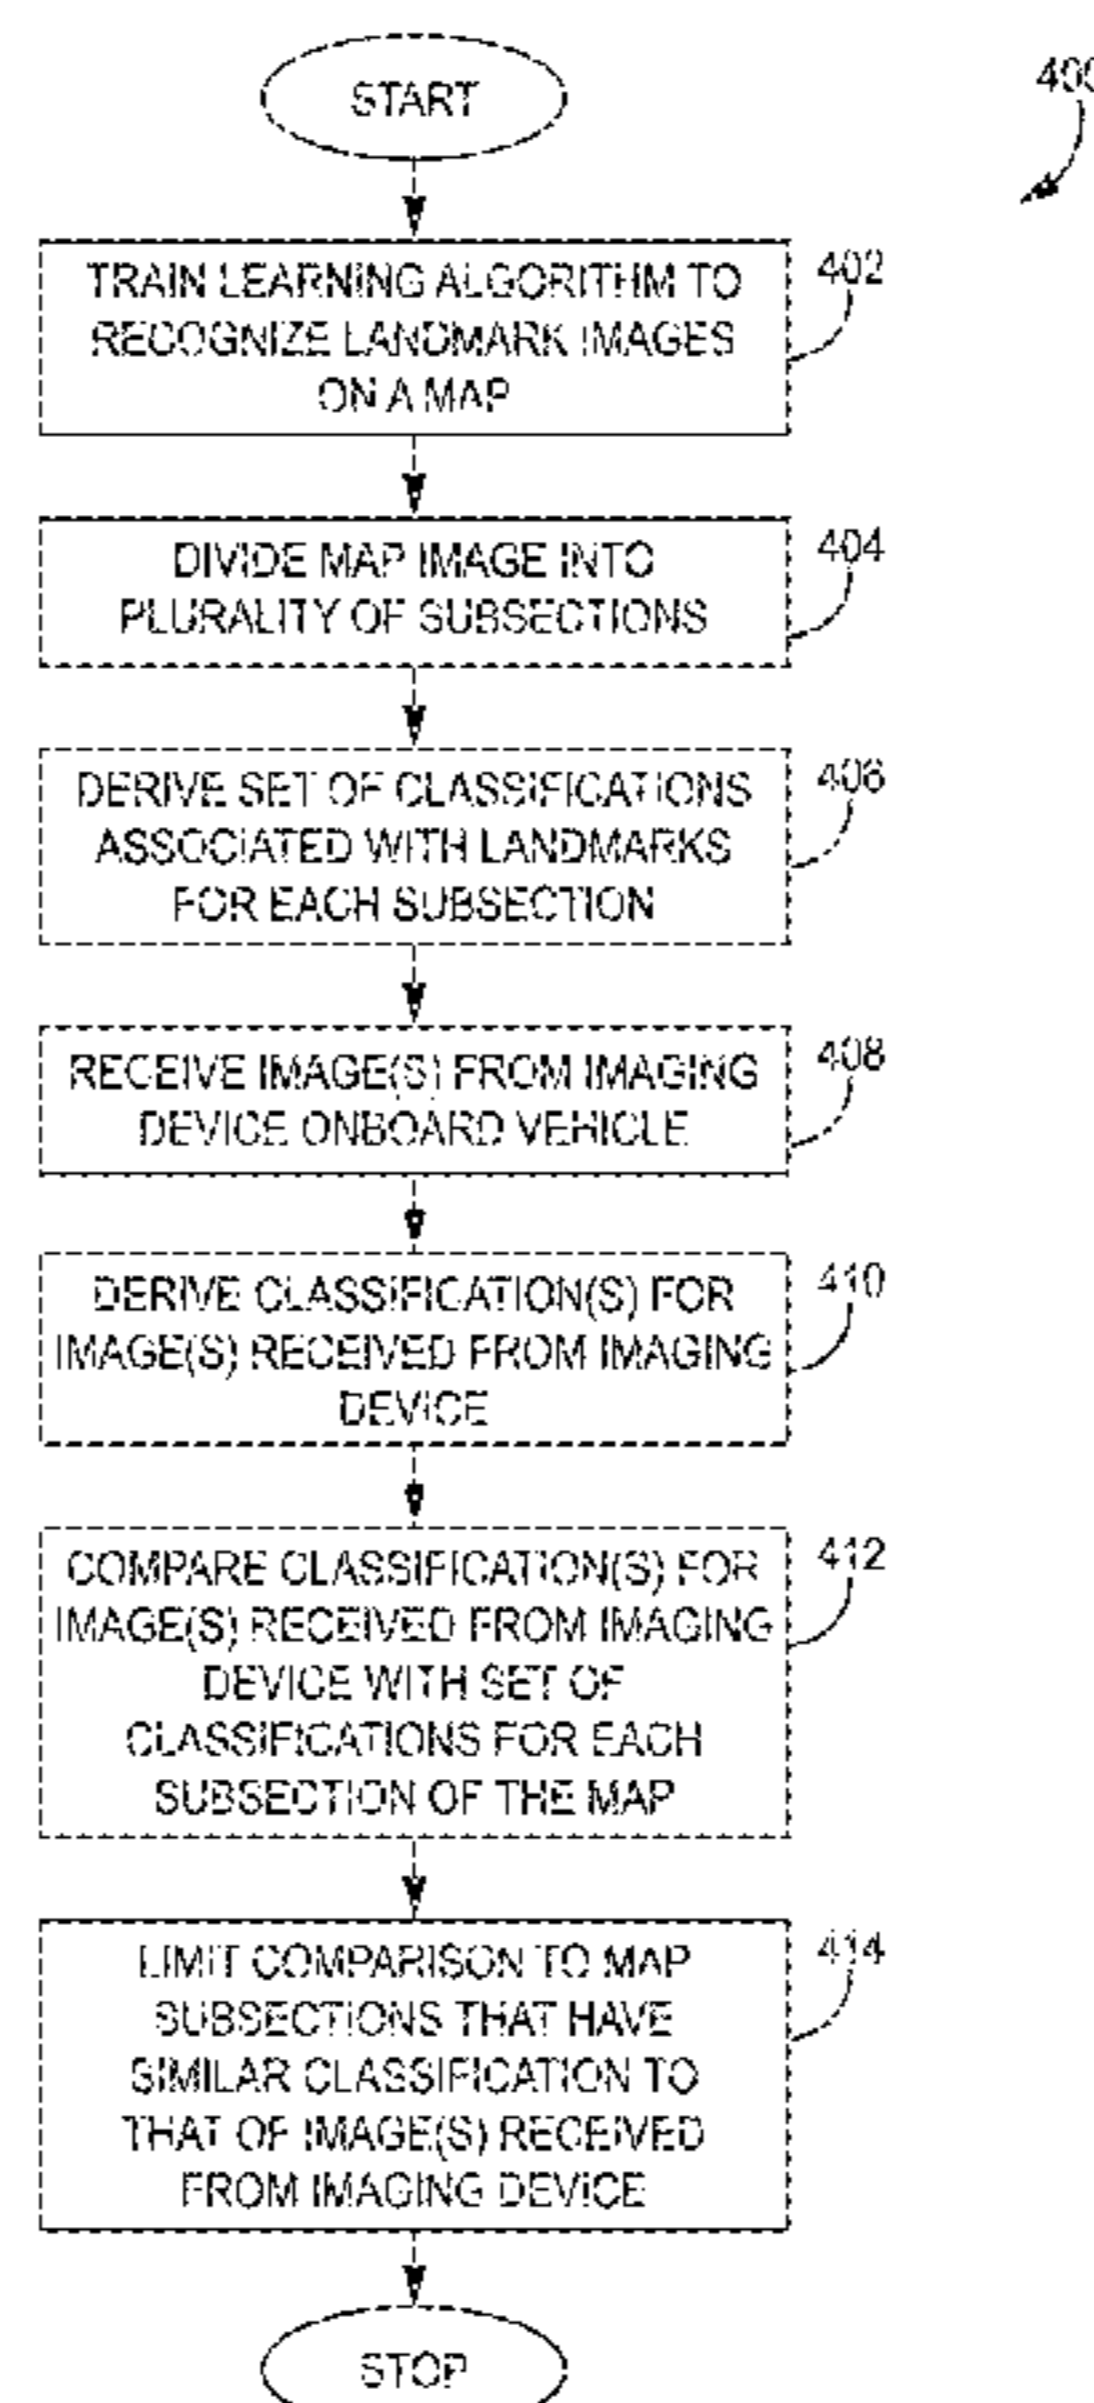 START
400
TRAIN LEARNING ALGORITHM TO
RECOGNIZE LANDMARK IMAGES
ON A MAP
402
DIVIDE MAP IMAGE INTO
PLURALITY OF SUBSECTIONS
404
DERIVE SET OF CLASSIFICATIONS
ASSOCIATED WITH LANDMARKS
FOR EACH SUBSECTION
406
RECEIVE IMAGE(S) FROM IMAGING
DEVICE ONBOARD VEHICLE
408
DERIVE CLASSIFICATION(S) FOR
IMAGE(S) RECEIVED FROM IMAGING
DEVICE
410
COMPARE CLASSIFICATION(S) FOR
IMAGE(S) RECEIVED FROM IMAGING
DEVICE WITH SET OF
CLASSIFICATIONS FOR EACH
SUBSECTION OF THE MAP
412
LIMIT COMPARISON TO MAP
SUBSECTIONS THAT HAVE
SIMILAR CLASSIFICATION TO
THAT OF IMAGE(S) RECEIVED
FROM IMAGING DEVICE
414
STOP